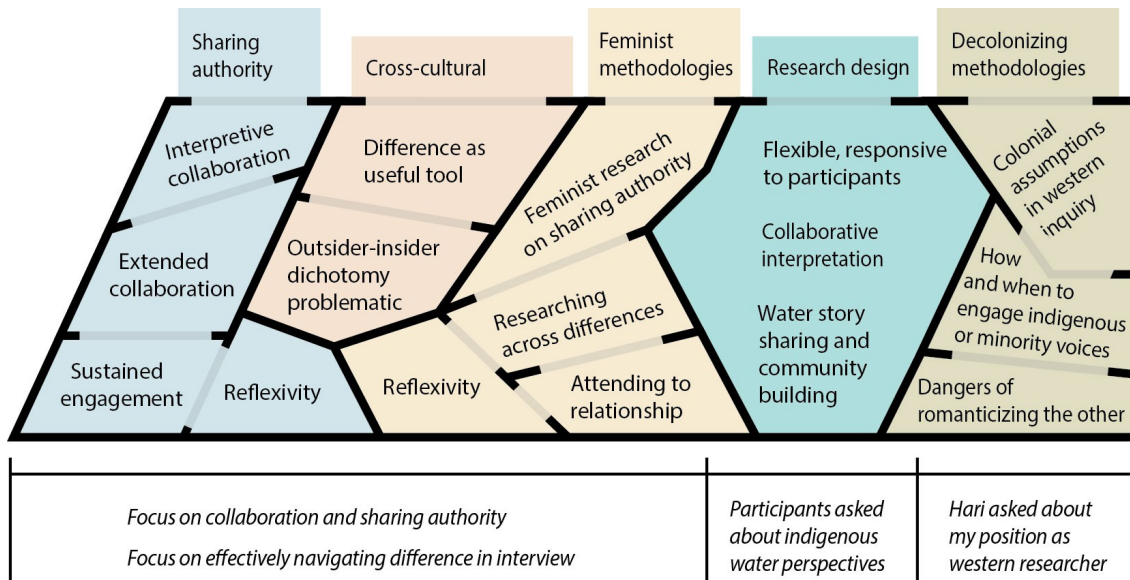 Sharing
authority
Cross-cultural
Feminist
methodologies
Research design
Decolonizing
methodologies
Interpretive
collaboration
Extended
collaboration
Sustained
engagement
Reflexivity
Difference as
useful tool
Outsider-insider
dichotomy
problematic
Feminist research
on sharing authority
Researching
across differences
Reflexivity
Attending to
relationship
Flexible, responsive
to participants
Collaborative
interpretation
Water story
sharing and
community
building
Colonial
assumptions
in western
inquiry
How
and when to
engage indigenous
or minority voices
Dangers of
romanticizing the other
Focus on collaboration and sharing authority
Focus on effectively navigating difference in interview
Participants asked
about indigenous
water perspectives
Hari asked about
my position as
western researcher